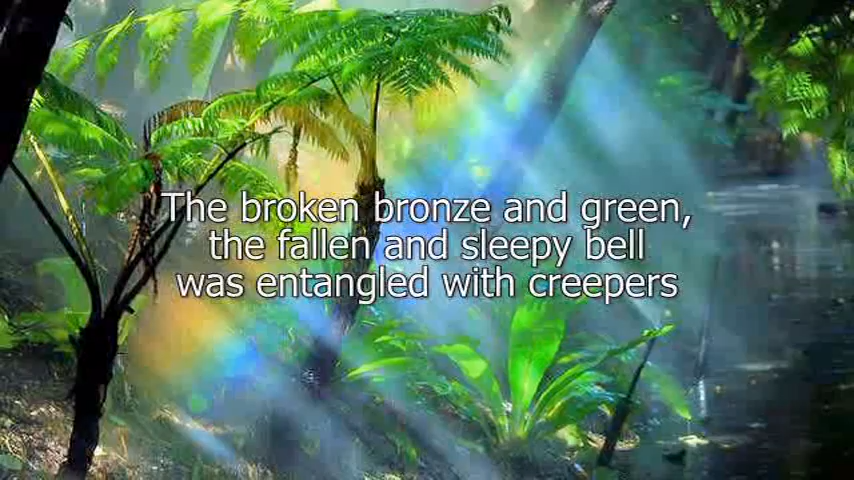 The broken bronze and green,
the fallen and sleepy bell
was entangled with creepers